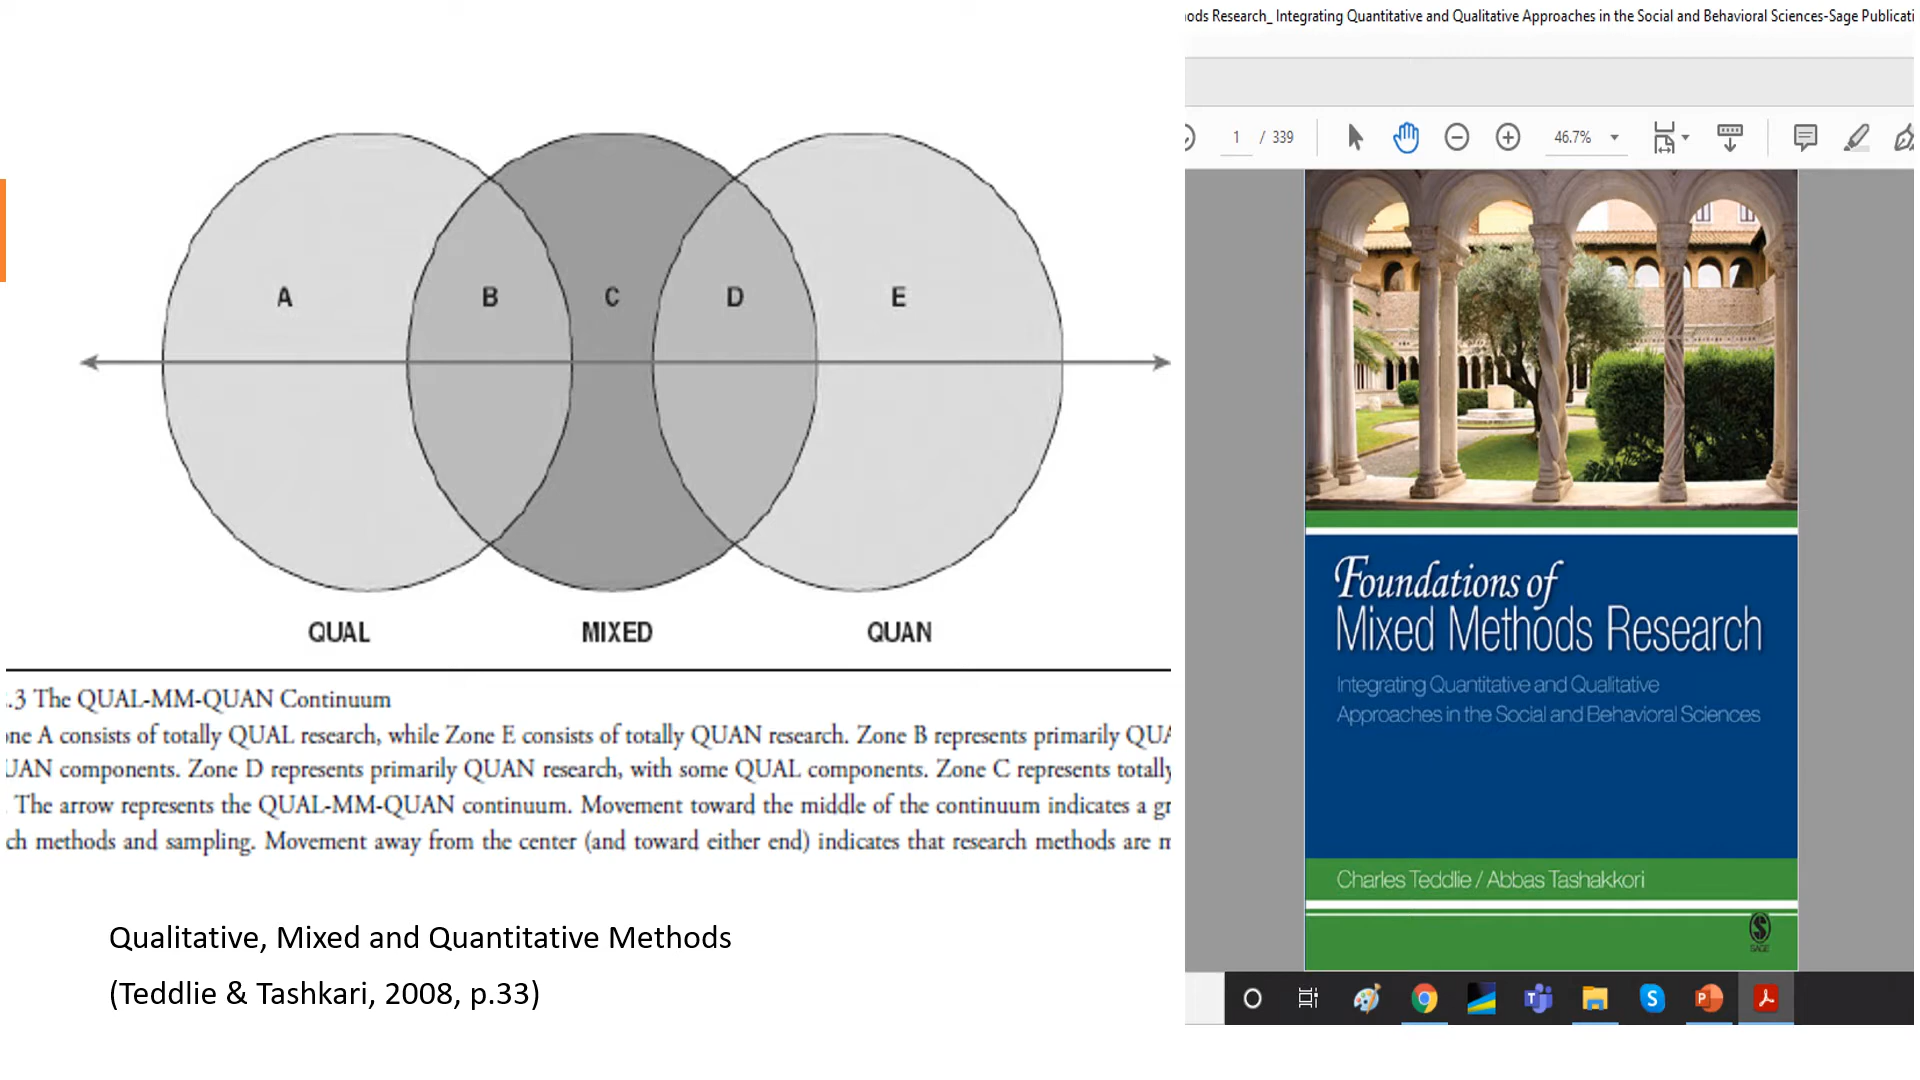 A B C D E
QUAL MIXED QUAN
.3 The QUAL-MM-QUAN Continuum
ne A consists of totally QUAL research, while Zone E consists of totally QUAN research. Zone B represents primarily QUA
UAN components. Zone D represents primarily QUAN research, with some QUAL components. Zone C represents totally
. The arrow represents the QUAL-MM-QUAN continuum. Movement toward the middle of the continuum indicates a gr
ch methods and sampling. Movement away from the center (and toward either end) indicates that research methods are m
Qualitative, Mixed and Quantitative Methods
(Teddlie & Tashkari, 2008, p.33)
ods Research_ Integrating Quantitative and Qualitative Approaches in the Social and Behavioral Sciences-Sage Publicati
1 / 339 46.7%
Foundations of
Mixed Methods Research
Integrating Quantitative and Qualitative
Approaches in the Social and Behavioral Sciences
Charles Teddlie / Abbas Tashakkori
SAGE